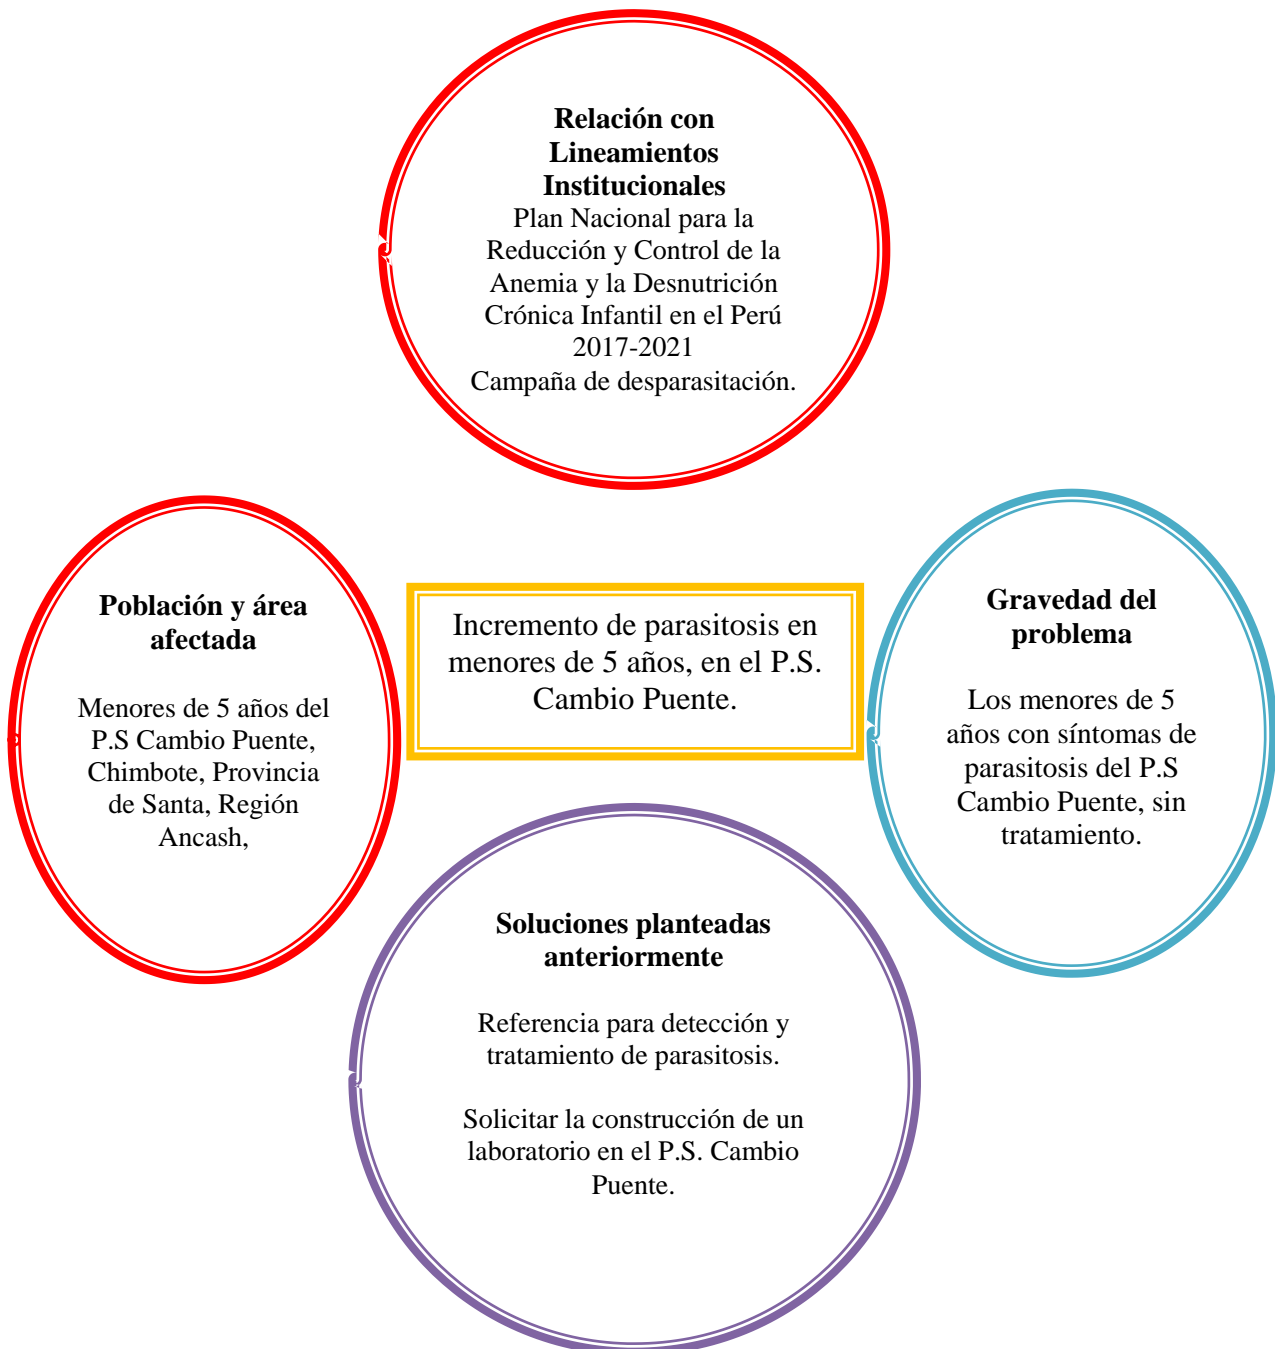 Relación con
Lineamientos
Institucionales
Plan Nacional para la
Reducción y Control de la
Anemia y la Desnutrición
Crónica Infantil en el Perú
2017-2021
Campaña de desparasitación.
Población y área
afectada
Menores de 5 años del
P.S Cambio Puente,
Chimbote, Provincia
de Santa, Región
Ancash,
Incremento de parasitosis en
menores de 5 años, en el P.S.
Cambio Puente.
Gravedad del
problema
Los menores de 5
años con síntomas de
parasitosis del P.S
Cambio Puente, sin
tratamiento.
Soluciones planteadas
anteriormente
Referencia para detección y
tratamiento de parasitosis.
Solicitar la construcción de un
laboratorio en el P.S. Cambio
Puente.